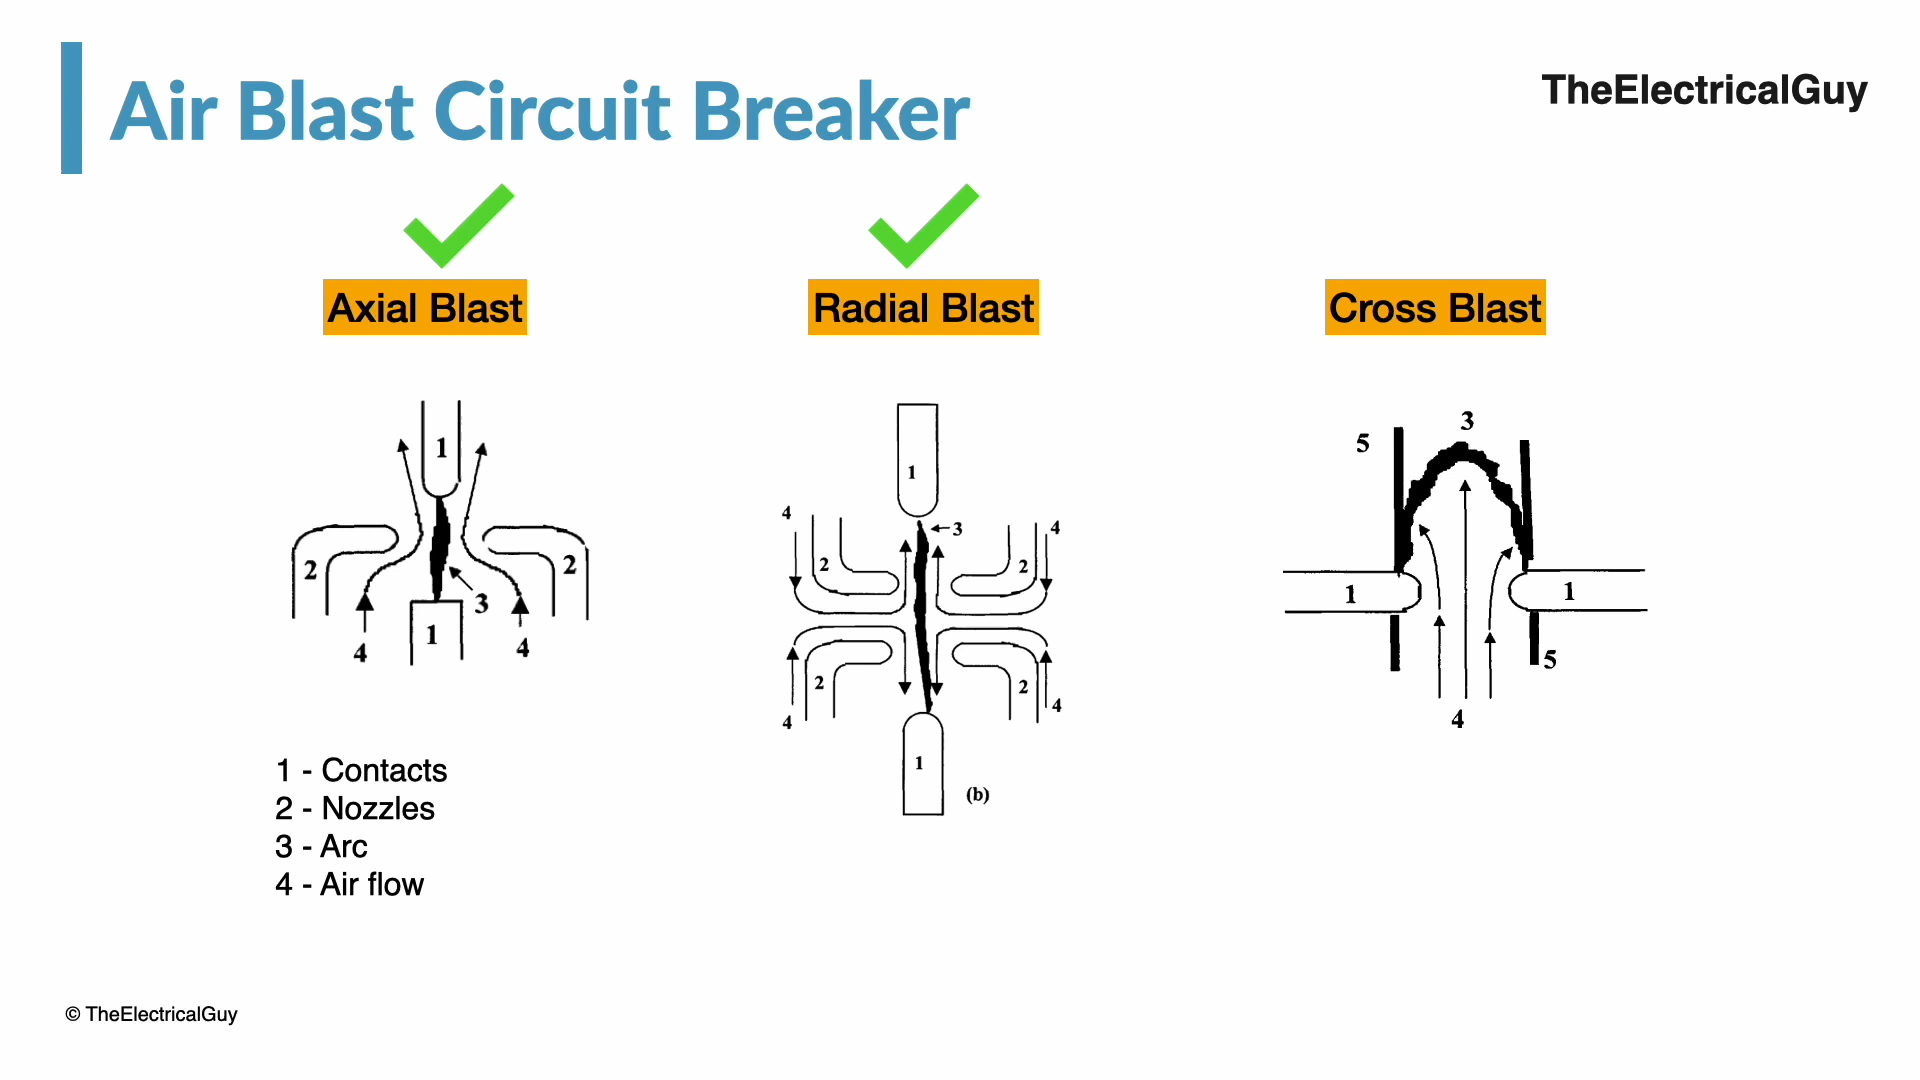 Air Blast Circuit Breaker
TheElectricalGuy
Axial Blast
Radial Blast
Cross Blast
1
2
2
3
1
4
4
1
4
3
4
2
2
2
2
4
4
1
(b)
3
5
1
1
5
4
1 - Contacts
2 - Nozzles
3 - Arc
4 - Air flow
© TheElectricalGuy